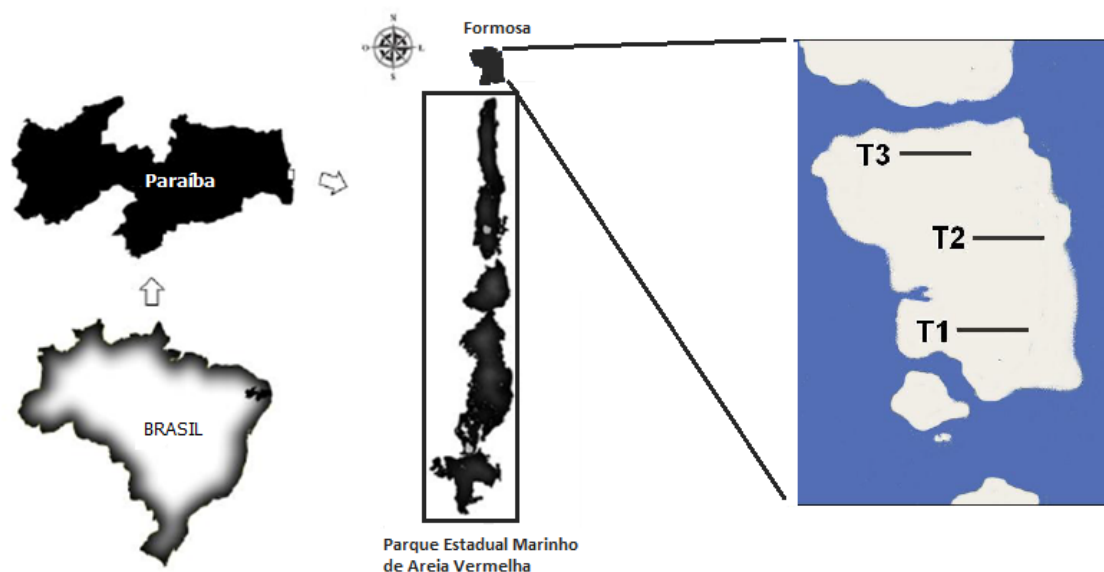 N
O
L
S
Formosa
Paraíba
BRASIL
T3
T2
T1
Parque Estadual Marinho
de Areia Vermelha